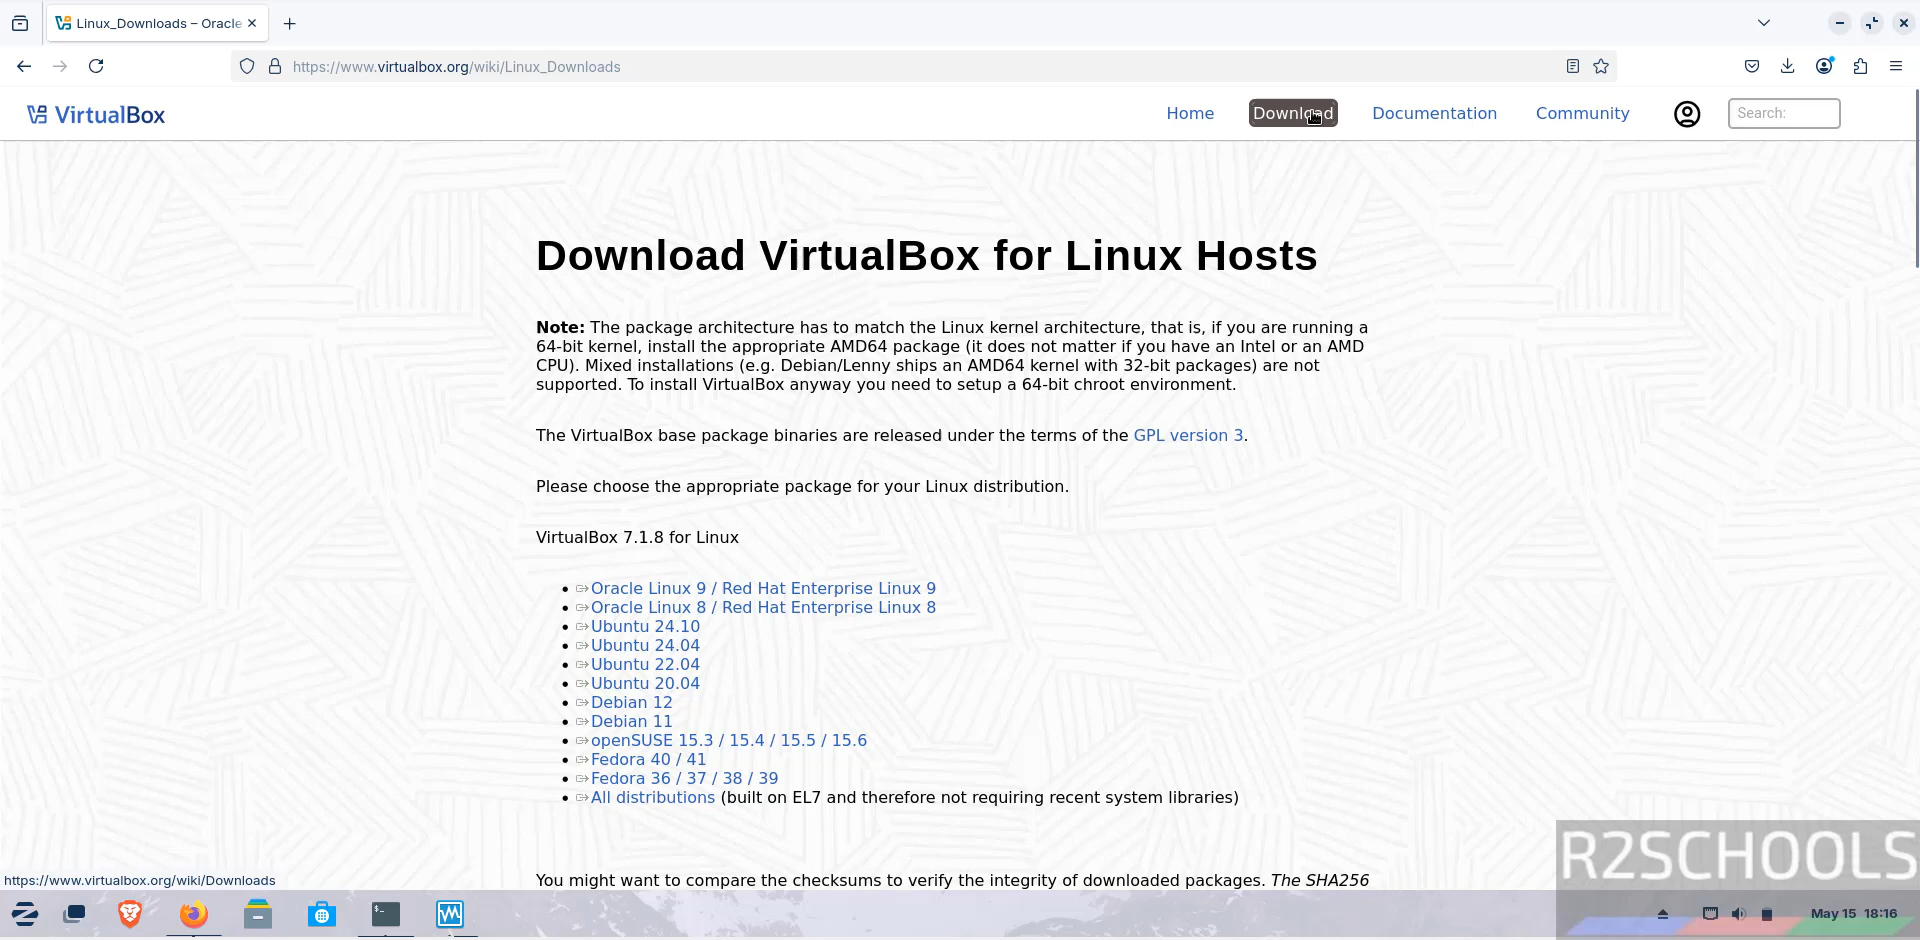 Linux_Downloads – Oracle
https://www.virtualbox.org/wiki/Linux_Downloads
VirtualBox
Home
Download
Documentation
Community
Search:
Download VirtualBox for Linux Hosts
Note: The package architecture has to match the Linux kernel architecture, that is, if you are running a
64-bit kernel, install the appropriate AMD64 package (it does not matter if you have an Intel or an AMD
CPU). Mixed installations (e.g. Debian/Lenny ships an AMD64 kernel with 32-bit packages) are not
supported. To install VirtualBox anyway you need to setup a 64-bit chroot environment.
The VirtualBox base package binaries are released under the terms of the GPL version 3.
Please choose the appropriate package for your Linux distribution.
VirtualBox 7.1.8 for Linux
Oracle Linux 9 / Red Hat Enterprise Linux 9
Oracle Linux 8 / Red Hat Enterprise Linux 8
Ubuntu 24.10
Ubuntu 24.04
Ubuntu 22.04
Ubuntu 20.04
Debian 12
Debian 11
openSUSE 15.3 / 15.4 / 15.5 / 15.6
Fedora 40 / 41
Fedora 36 / 37 / 38 / 39
All distributions (built on EL7 and therefore not requiring recent system libraries)
You might want to compare the checksums to verify the integrity of downloaded packages. The SHA256
https://www.virtualbox.org/wiki/Downloads
R2SCHOOLS
May 15 18:16